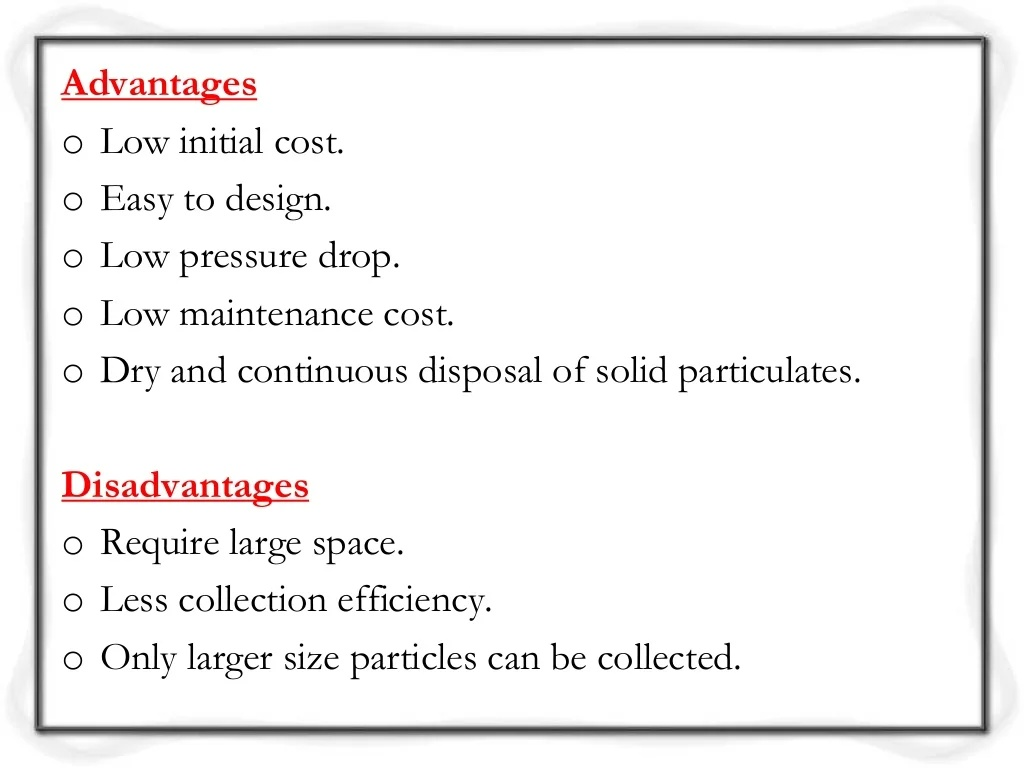 Advantages
o Low initial cost.
o Easy to design.
o Low pressure drop.
o Low maintenance cost.
o Dry and continuous disposal of solid particulates.
Disadvantages
o Require large space.
o Less collection efficiency.
o Only larger size particles can be collected.